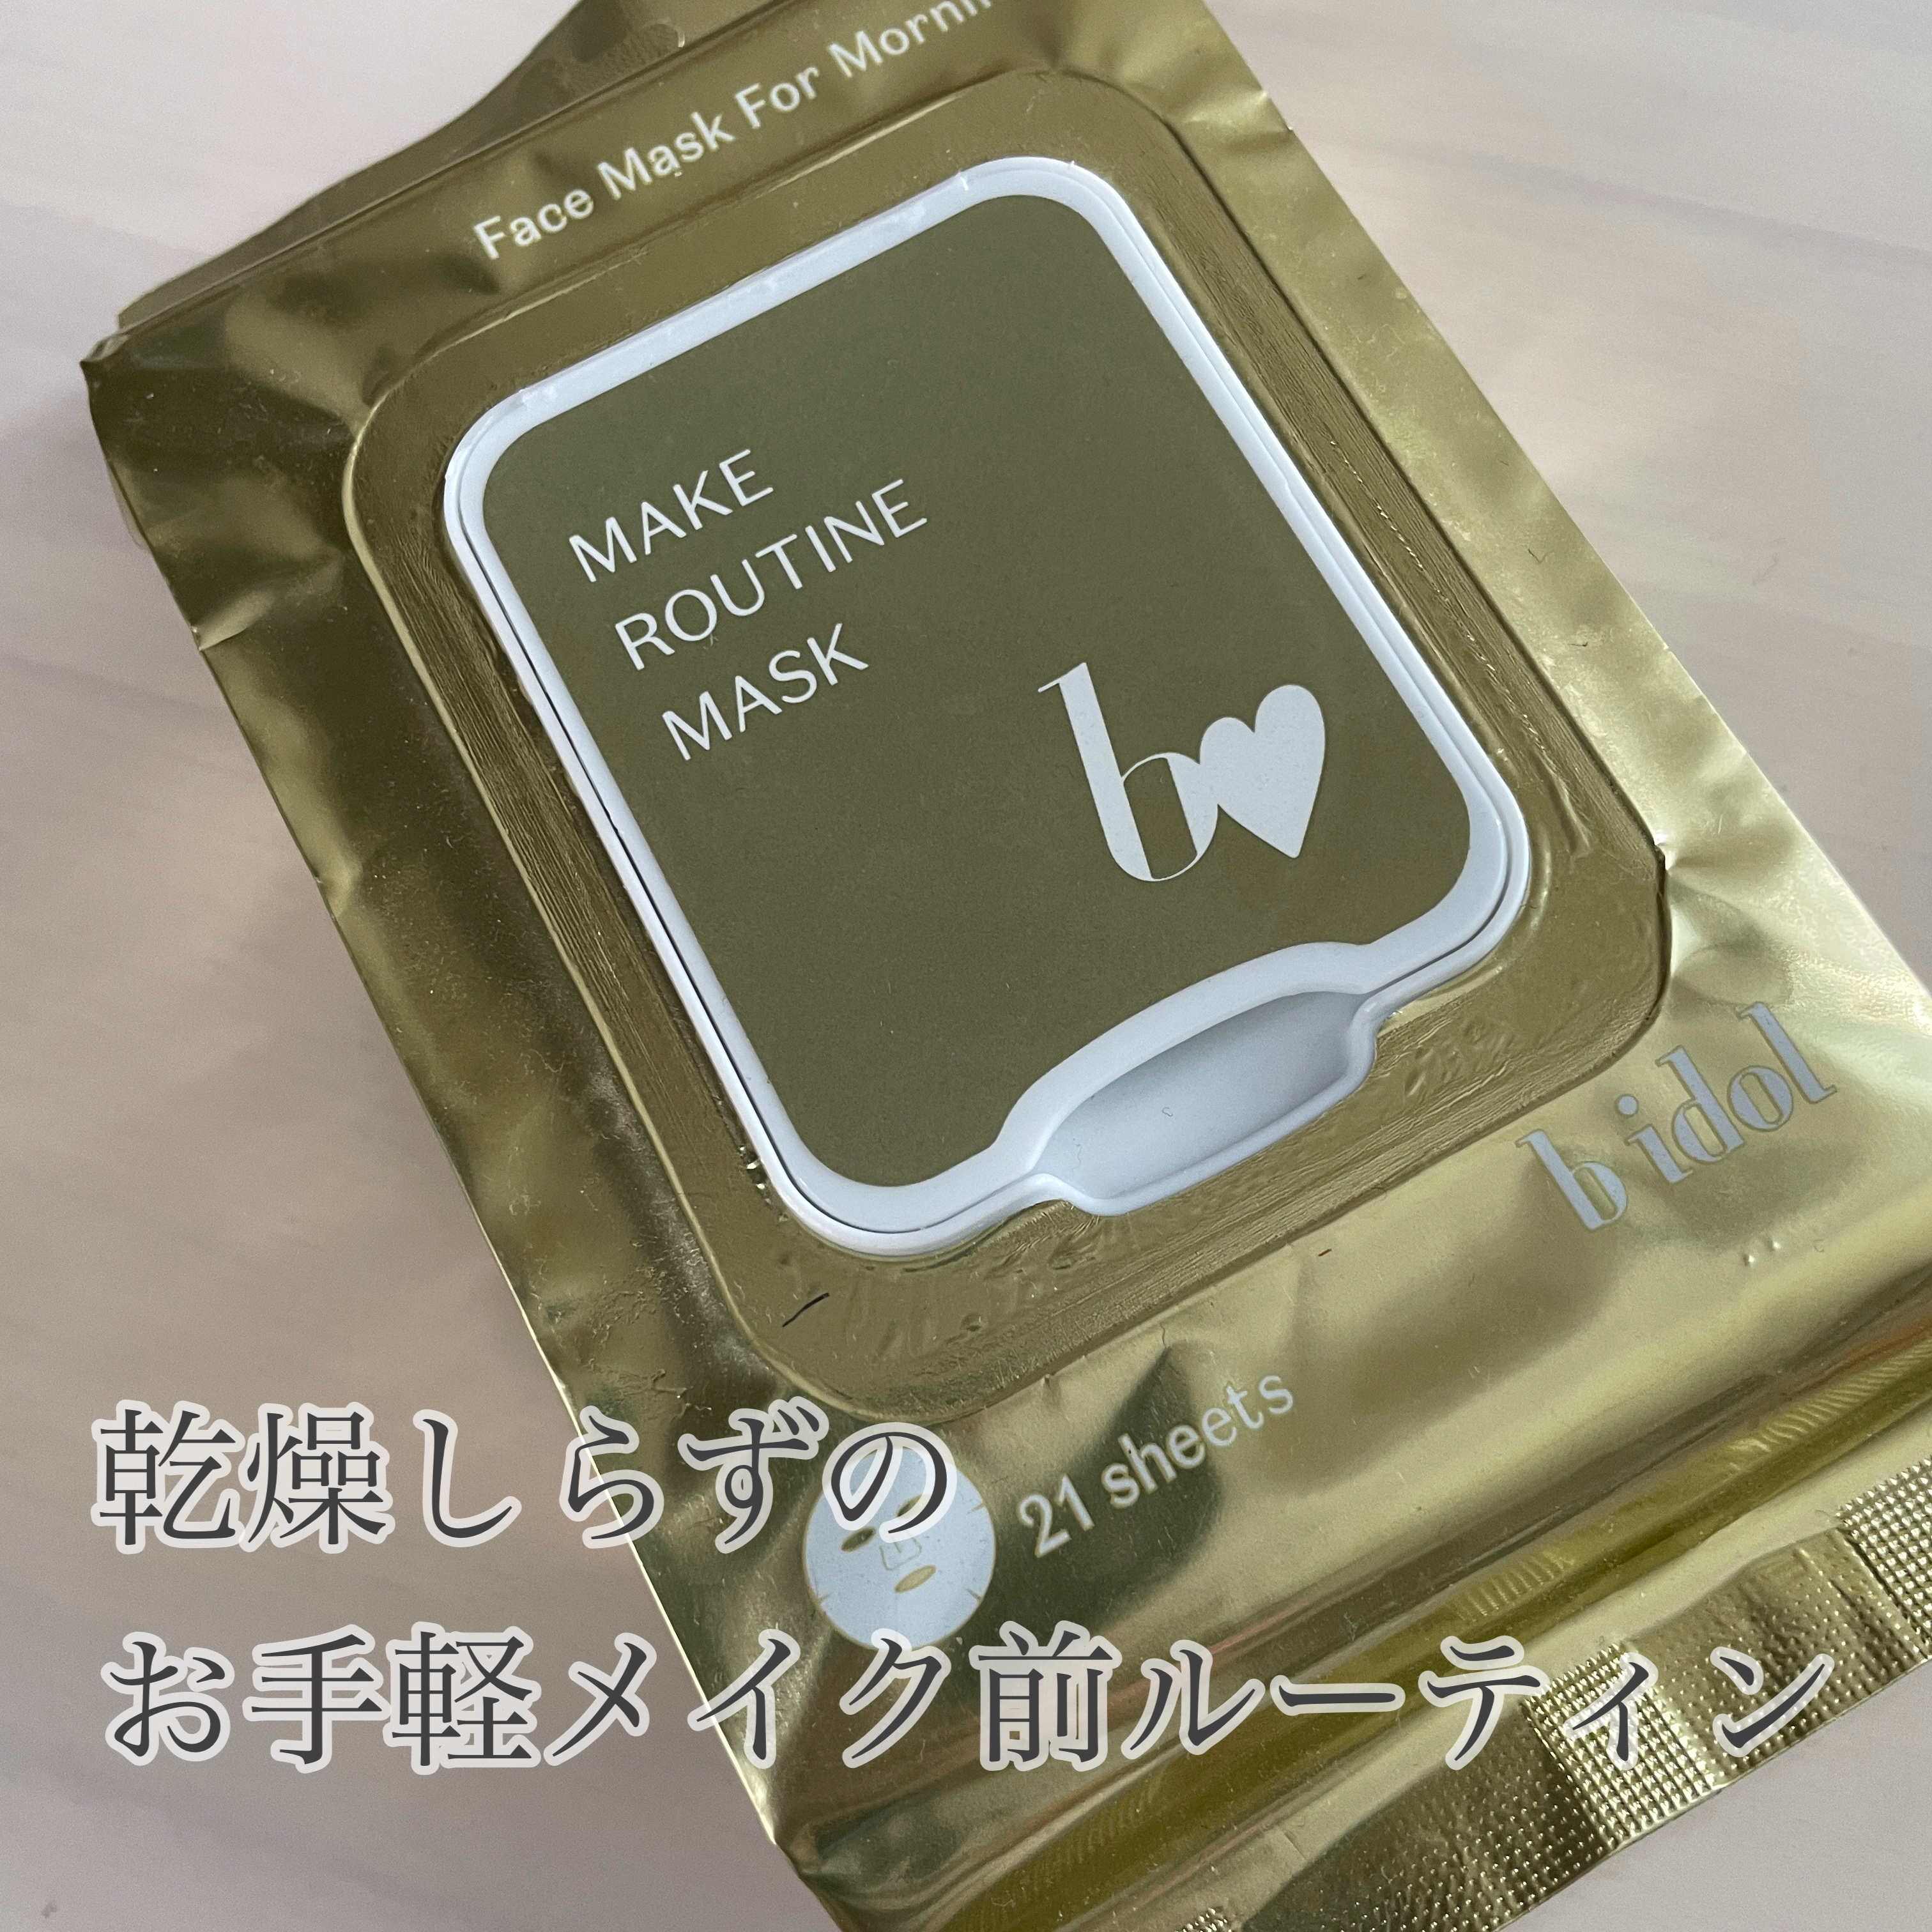 Face Mask For
MAKE
ROUTINE
MASK
b
b idol
21 sheets
乾燥しらずの
お手軽メイク前ルーティン